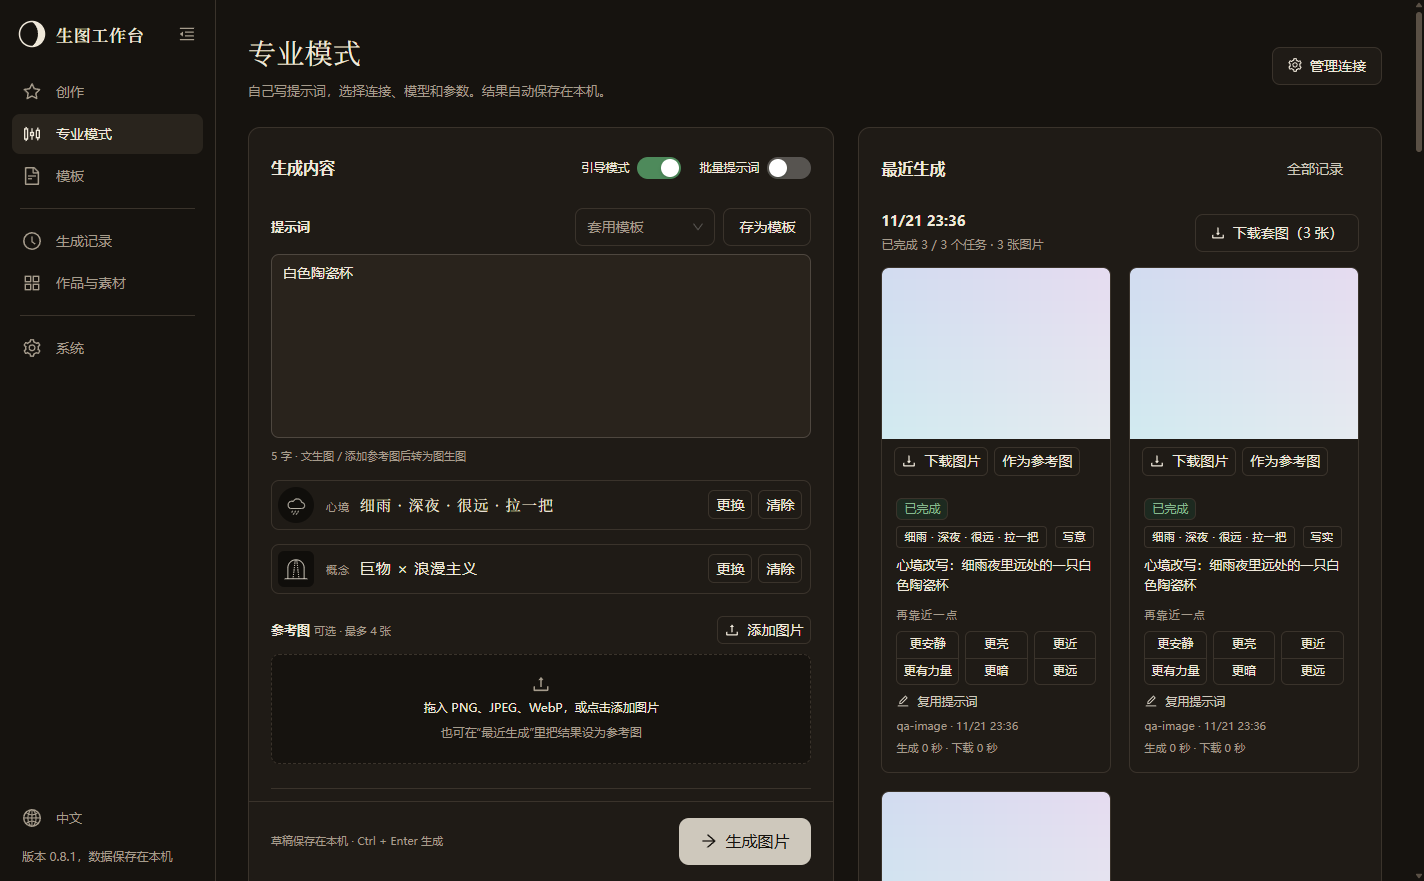 生图工作台
创作
专业模式
模板
生成记录
作品与素材
系统
中文
版本 0.8.1，数据保存在本机
专业模式
自己写提示词，选择连接、模型和参数。结果自动保存在本机。
管理连接
生成内容
引导模式
批量提示词
提示词
套用模板
存为模板
白色陶瓷杯
5 字 · 文生图 / 添加参考图后转为图生图
心境 细雨 · 深夜 · 很远 · 拉一把
更换 清除
概念 巨物 × 浪漫主义
更换 清除
参考图 可选 · 最多 4 张
添加图片
拖入 PNG、JPEG、WebP，或点击添加图片
也可在“最近生成”里把结果设为参考图
草稿保存在本机 · Ctrl + Enter 生成
生成图片
最近生成
全部记录
11/21 23:36
已完成 3 / 3 个任务 · 3 张图片
下载套图（3 张）
下载图片 作为参考图
已完成
细雨 · 深夜 · 很远 · 拉一把 写意
心境改写：细雨夜里远处的一只白
色陶瓷杯
再靠近一点
更安静 更亮 更近
更有力量 更暗 更远
复用提示词
qa-image · 11/21 23:36
生成 0 秒 · 下载 0 秒
下载图片 作为参考图
已完成
细雨 · 深夜 · 很远 · 拉一把 写实
心境改写：细雨夜里远处的一只白
色陶瓷杯
再靠近一点
更安静 更亮 更近
更有力量 更暗 更远
复用提示词
qa-image · 11/21 23:36
生成 0 秒 · 下载 0 秒